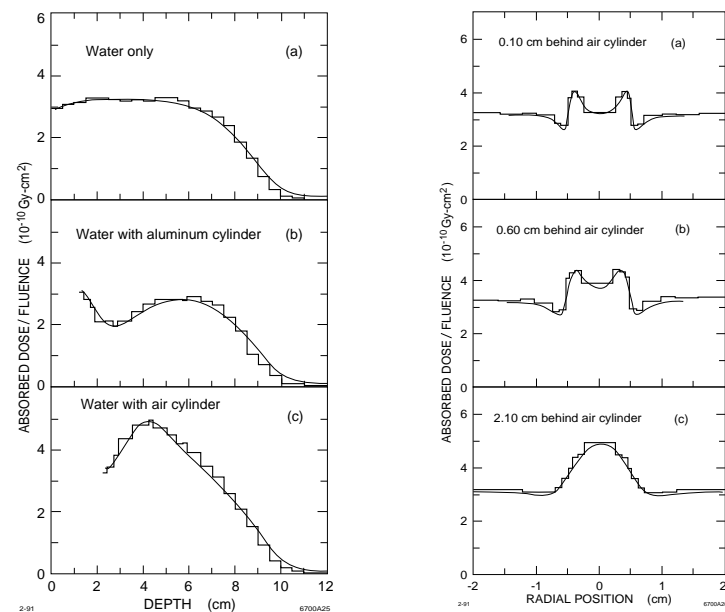 6
4
2
0
Water only (a)
4
2
0
Water with aluminum cylinder (b)
4
2
0
Water with air cylinder (c)
ABSORBED DOSE / FLUENCE (10-10 Gy-cm2)
0 2 4 6 8 10 12
DEPTH (cm)
2-91
6700A25
6
4
2
0
0.10 cm behind air cylinder (a)
6
4
2
0
0.60 cm behind air cylinder (b)
6
4
2
0
2.10 cm behind air cylinder (c)
ABSORBED DOSE / FLUENCE (10-10 Gy-cm2)
-2 -1 0 1 2
RADIAL POSITION (cm)
2-91